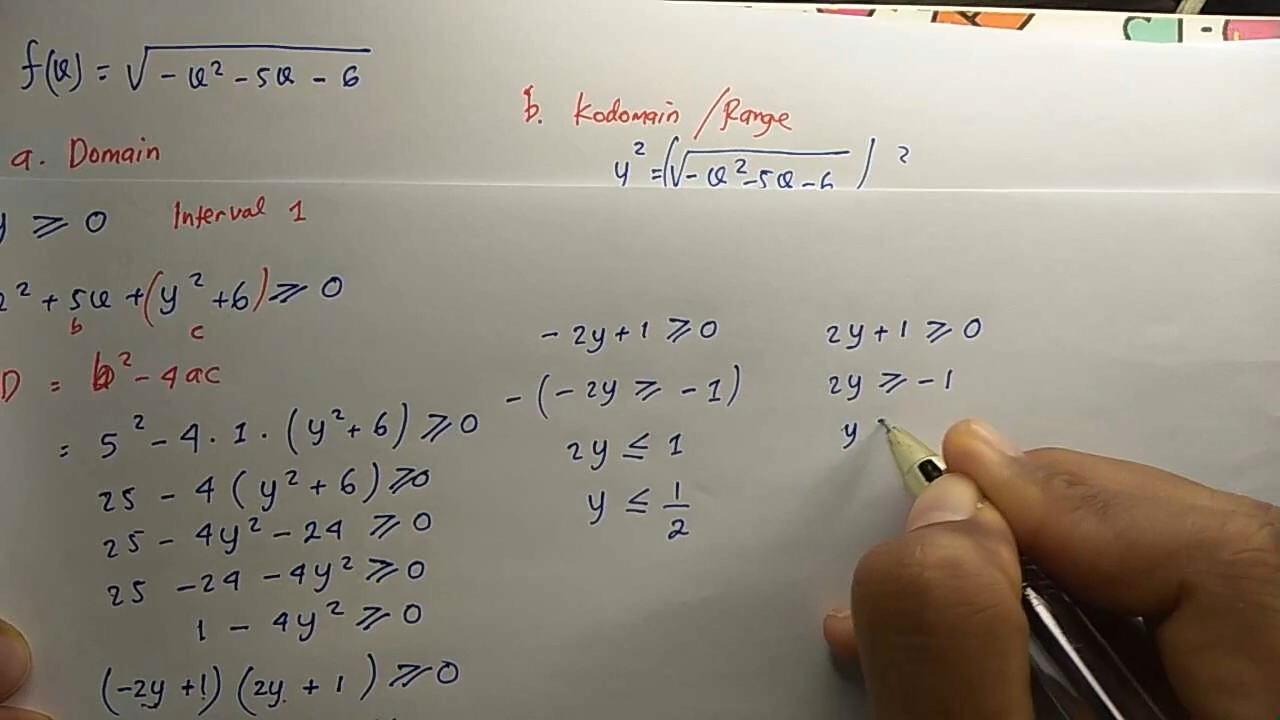 f(x) = √-x² - 5x - 6
a. Domain
y ≥ 0 Interval 1
x² + 5x + (y² + 6) ≥ 0
b c
D = b² - 4ac
= 5² - 4 · 1 · (y² + 6) ≥ 0
25 - 4 (y² + 6) ≥ 0
25 - 4y² - 24 ≥ 0
25 - 24 - 4y² ≥ 0
1 - 4y² ≥ 0
(-2y + 1) (2y + 1) ≥ 0
b. Kodomain / Range
y² = (√-x² - 5x - 6)²
-2y + 1 ≥ 0
-(-2y ≥ -1)
2y ≤ 1
y ≤ 1/2
2y + 1 ≥ 0
2y ≥ -1
y